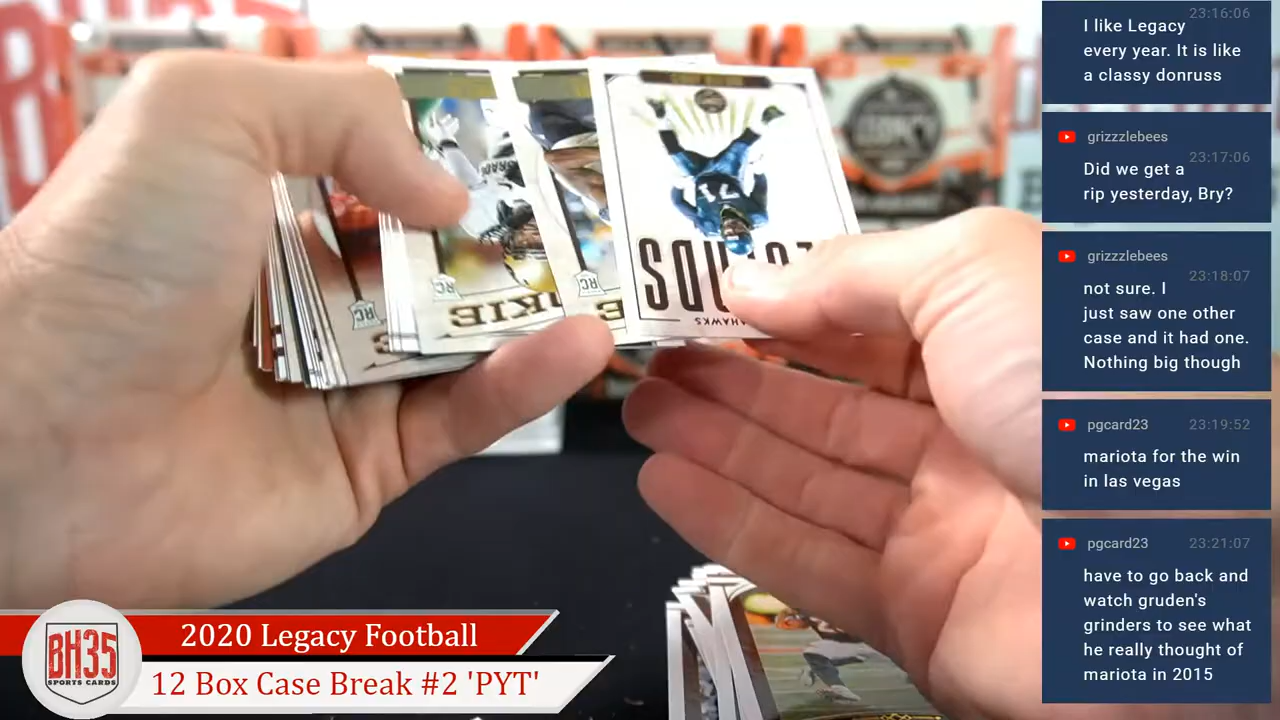 23:16:06
I like Legacy
every year. It is like
a classy donruss
grizzzlebees
23:17:06
Did we get a
rip yesterday, Bry?
grizzzlebees
23:18:07
not sure. I
just saw one other
case and it had one.
Nothing big though
pgcard23 23:19:52
mariota for the win
in las vegas
pgcard23 23:21:07
have to go back and
watch gruden's
grinders to see what
he really thought of
mariota in 2015
RC
RC
RC
KIE
AHAWKS
2020 Legacy Football
12 Box Case Break #2 'PYT'
BH35
SPORTS CARDS